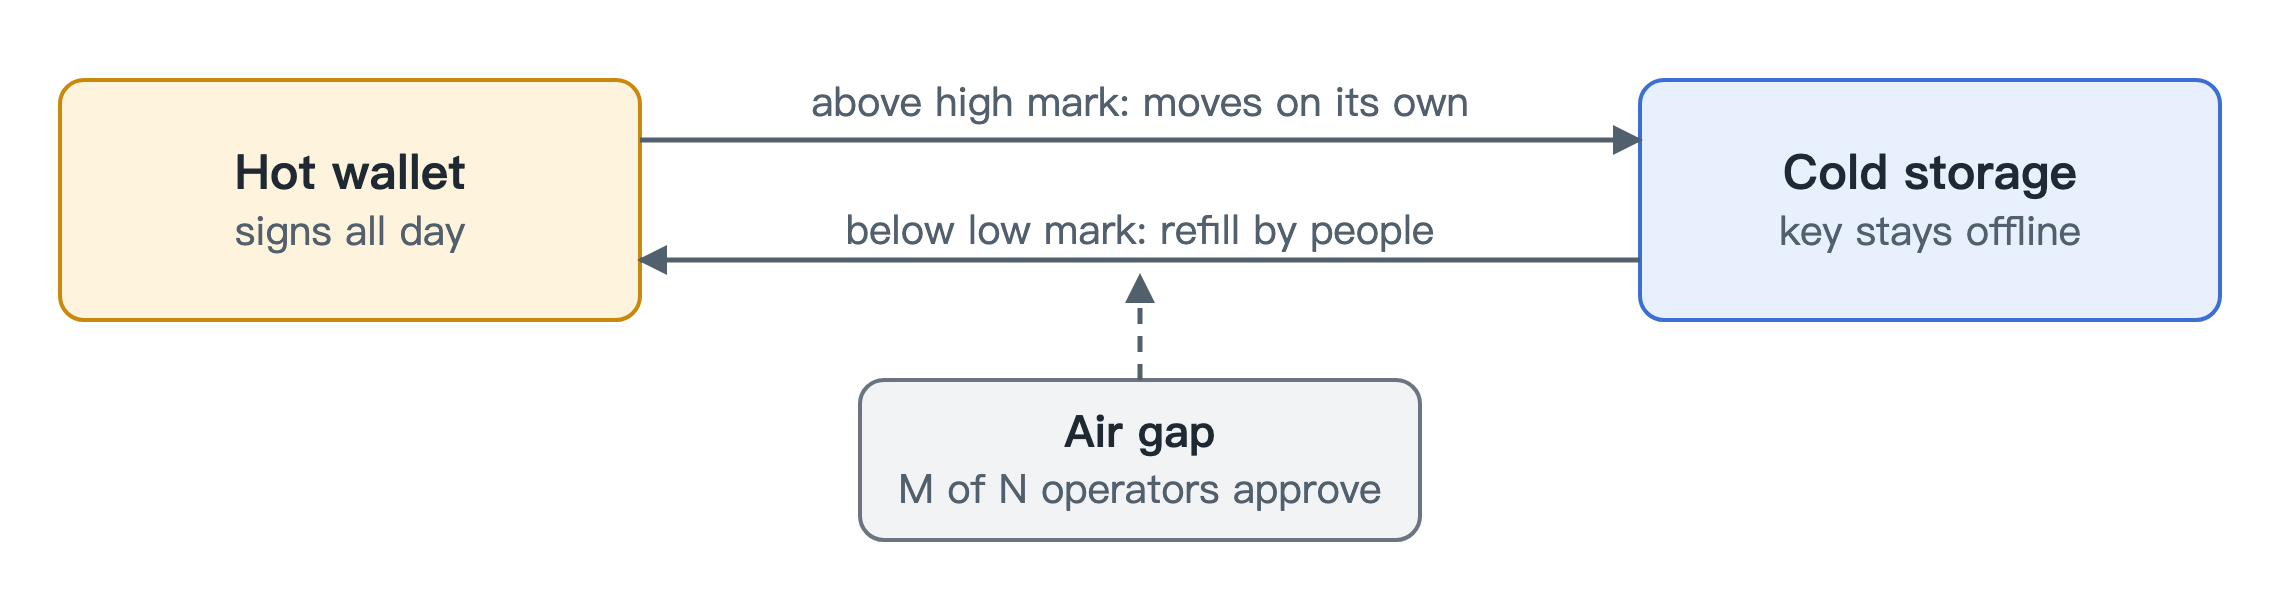 above high mark: moves on its own
Hot wallet
signs all day
Cold storage
key stays offline
below low mark: refill by people
Air gap
M of N operators approve